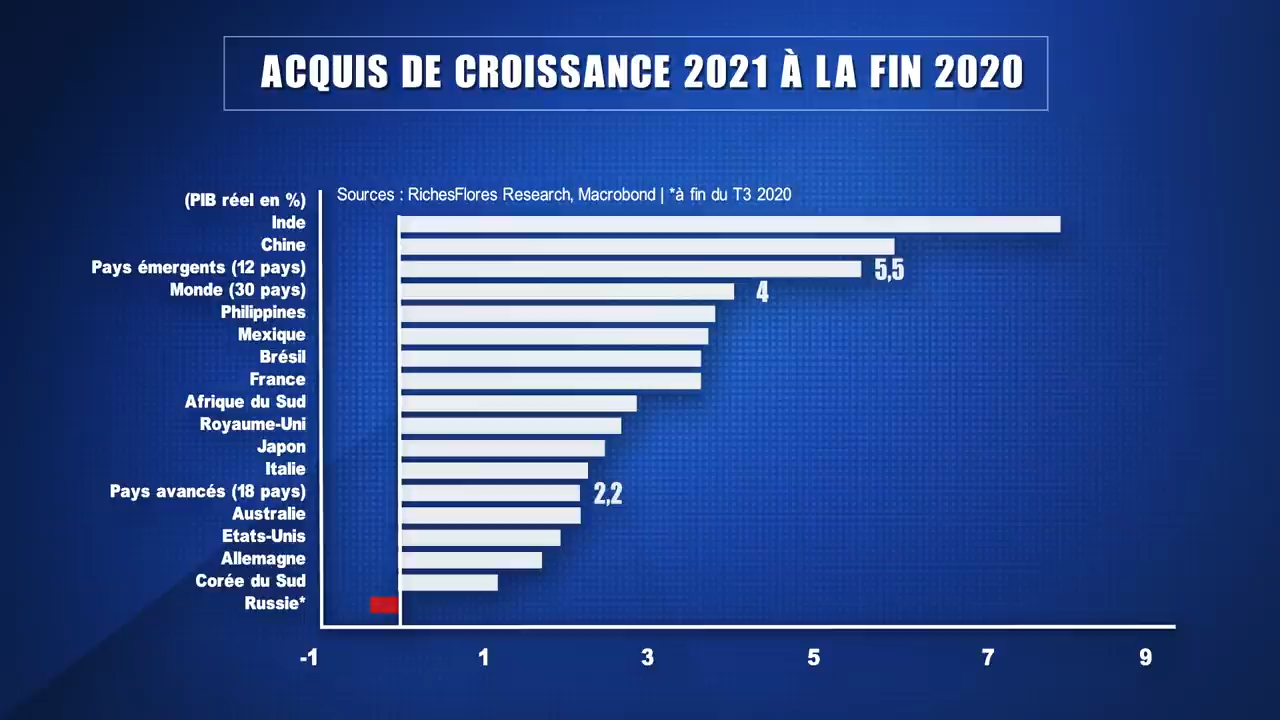 ACQUIS DE CROISSANCE 2021 À LA FIN 2020
(PIB réel en %)
Sources : RichesFlores Research, Macrobond | *à fin du T3 2020
Inde
Chine
Pays émergents (12 pays)
5,5
Monde (30 pays)
4
Philippines
Mexique
Brésil
France
Afrique du Sud
Royaume-Uni
Japon
Italie
Pays avancés (18 pays)
2,2
Australie
Etats-Unis
Allemagne
Corée du Sud
Russie*
-1 1 3 5 7 9